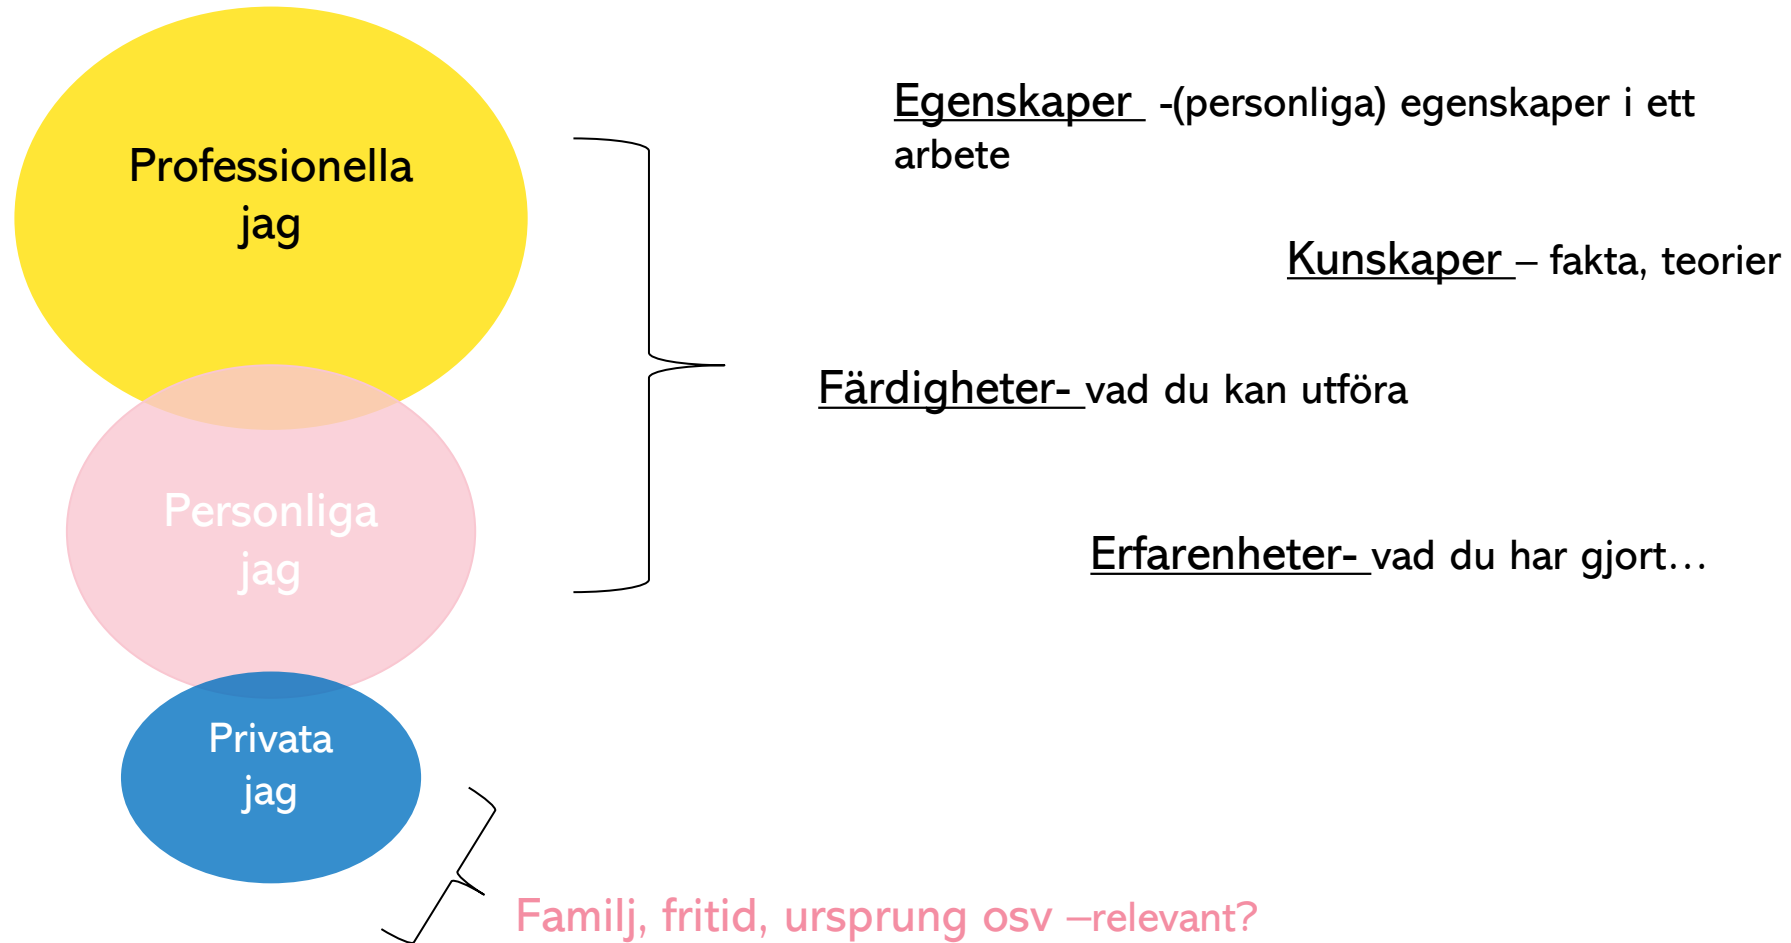 Professionella
jag
Egenskaper -(personliga) egenskaper i ett
arbete
Kunskaper – fakta, teorier
Färdigheter- vad du kan utföra
Personliga
jag
Erfarenheter- vad du har gjort…
Privata
jag
Familj, fritid, ursprung osv –relevant?